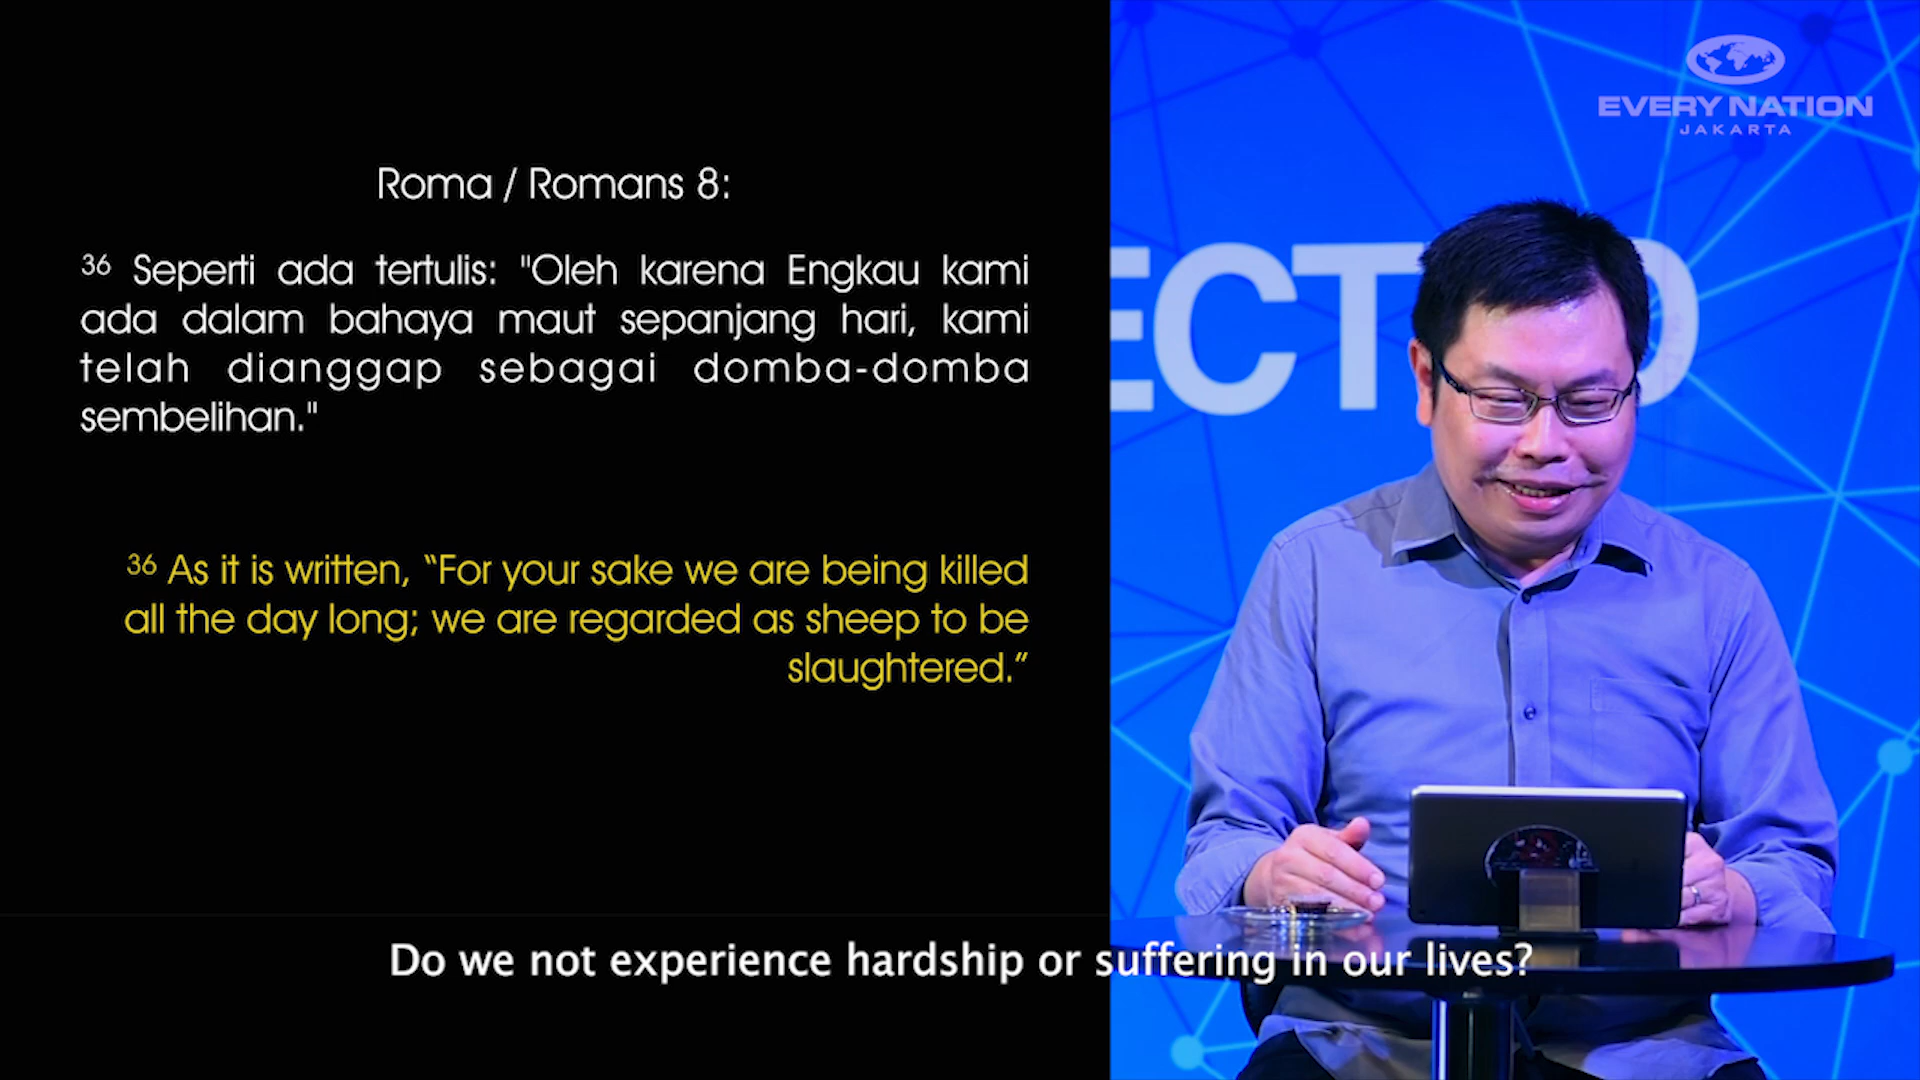 Roma / Romans 8:
36 Seperti ada tertulis: "Oleh karena Engkau kami
ada dalam bahaya maut sepanjang hari, kami
telah dianggap sebagai domba-domba
sembelihan."
36 As it is written, “For your sake we are being killed
all the day long; we are regarded as sheep to be
slaughtered.”
EVERY NATION
JAKARTA
ECT D
Do we not experience hardship or suffering in our lives?